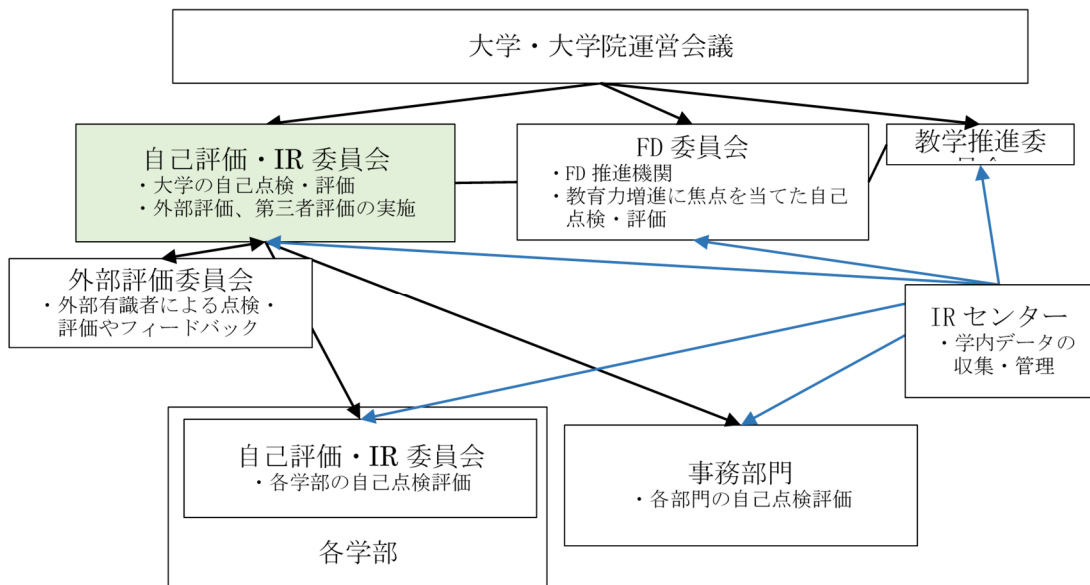 大学・大学院運営会議
自己評価・IR 委員会
・大学の自己点検・評価
・外部評価、第三者評価の実施
FD 委員会
・FD 推進機関
・教育力増進に焦点を当てた自己
点検・評価
教学推進委
外部評価委員会
・外部有識者による点検・
評価やフィードバック
IR センター
・学内データの
収集・管理
自己評価・IR 委員会
・各学部の自己点検評価
各学部
事務部門
・各部門の自己点検評価